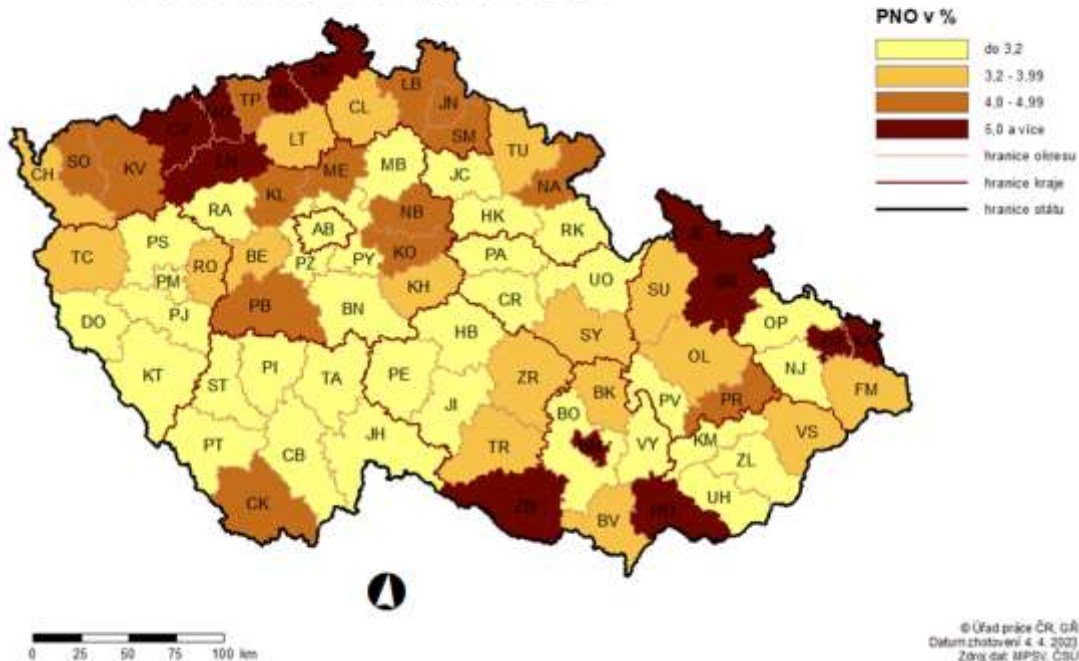 PNO v %
do 3,2
3,2 - 3,99
4,0 - 4,99
5,0 a více
hranice okresu
hranice kraje
hranice státu
LB
TP
JN
CL
SM
LT
TU
SO
KV
CH
ME
MB
JC
NA
KL
RA
NB
HK
AB
RK
TC
PS
RO
BE
KO
PA
PZ
PY
PM
KH
CR
UO
SU
PB
BN
DO
PJ
SY
OP
HB
OL
NJ
KT
ST
PI
TA
PE
ZR
BK
FM
PV
PR
JI
BO
VS
PT
JH
TR
VY
KM
CB
ZL
CK
BV
UH
0 25 50 75 100 km
© Úřad práce ČR, GŘ
Datum zhotovení 4. 4. 2023
Zdroj dat: MPSV, ČSÚ